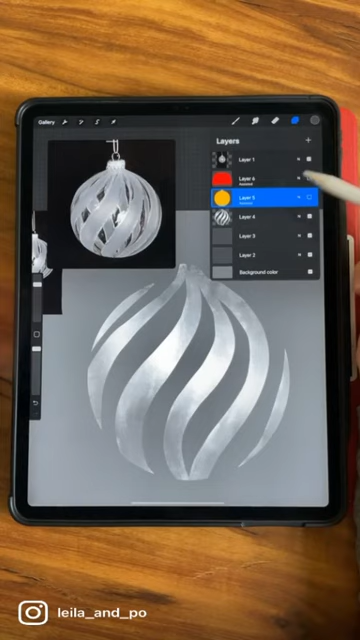 Gallery
Layers
Layer 1
Layer 6
Layer 5
Layer 4
Layer 3
Layer 2
Background color
leila_and_po